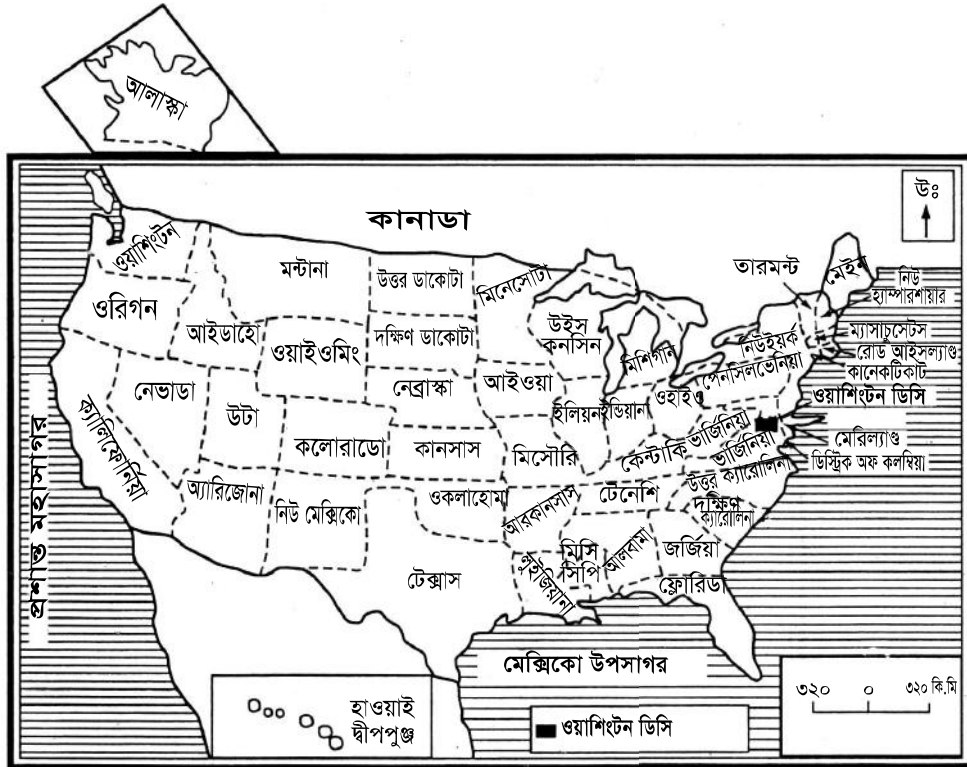 আলাস্কা
উঃ
কানাডা
ওয়াশিংটন
মন্টানা
উত্তর ডাকোটা
মিনেসোটা
তারমন্ট
মেইন
নিউ
হ্যাম্পারশায়ার
ওরিগন
আইডাহো
ওয়াইওমিং
দক্ষিণ ডাকোটা
উইস
কনসিন
মিশিগান
নিউইয়র্ক
ম্যাসাচুসেটস
রোড আইসল্যাণ্ড
কানেকটিকাট
নেভাডা
উটা
নেব্রাস্কা
আইওয়া
ইলিয়ন
ইন্ডিয়ানা
ওহাইও
পেনসিলভেনিয়া
ওয়াশিংটন ডিসি
ক্যালিফোর্নিয়া
কলোরাডো
কানসাস
মিসৌরি
কেন্টাকি
ভার্জিনিয়া
ভার্জিনিয়া
মেরিল্যাণ্ড
ডিস্ট্রিক অফ কলম্বিয়া
অ্যারিজোনা
নিউ মেক্সিকো
ওকলাহোমা
আরকানসাস
টেনেশি
উত্তর ক্যারোলিনা
দক্ষিণ
ক্যারোলিনা
প্রশান্ত মহাসাগর
টেক্সাস
লুইজিয়ানা
মিসি
সিপি
আলবামা
জর্জিয়া
ফ্লোরিডা
মেক্সিকো উপসাগর
হাওয়াই
দ্বীপপুঞ্জ
ওয়াশিংটন ডিসি
৩২০ ০ ৩২০ কি.মি